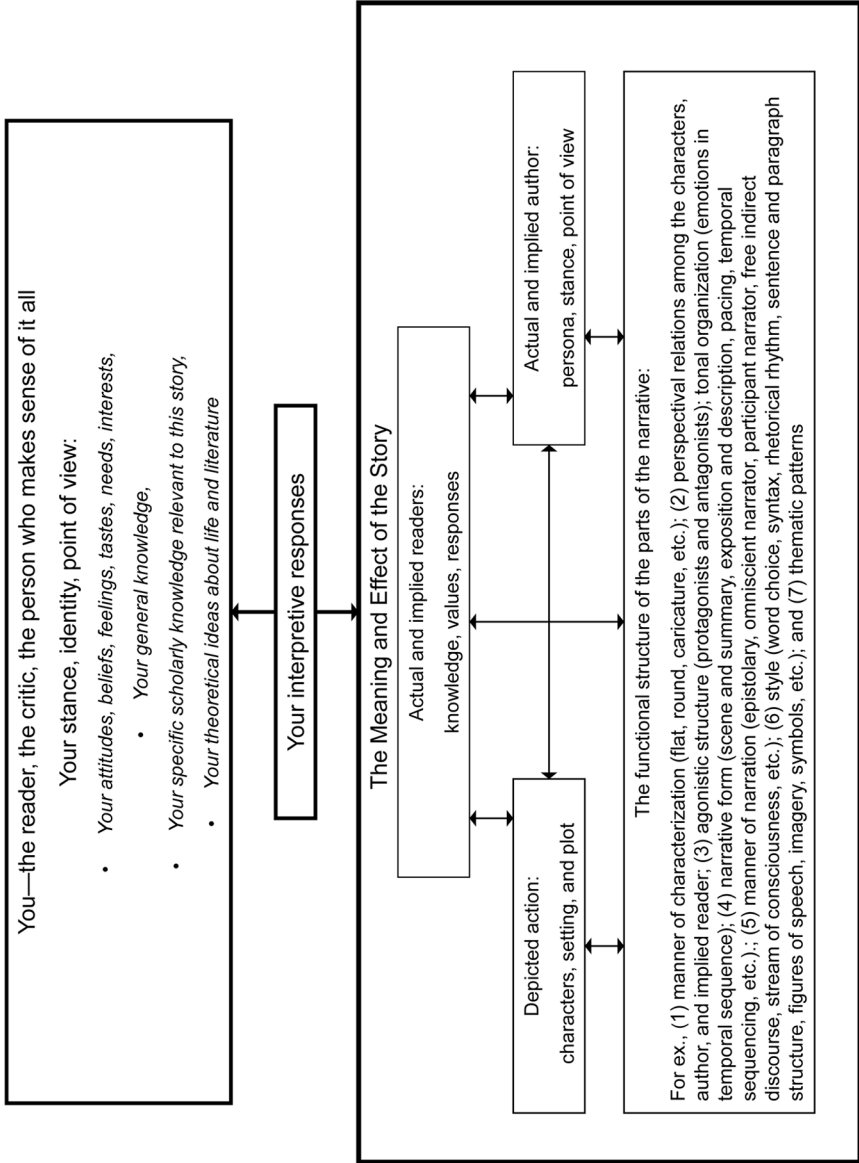 You—the reader, the critic, the person who makes sense of it all
Your stance, identity, point of view:
• Your attitudes, beliefs, feelings, tastes, needs, interests,
• Your general knowledge,
• Your specific scholarly knowledge relevant to this story,
• Your theoretical ideas about life and literature
Your interpretive responses
The Meaning and Effect of the Story
Actual and implied readers:
knowledge, values, responses
Depicted action:
characters, setting, and plot
Actual and implied author:
persona, stance, point of view
The functional structure of the parts of the narrative:
For ex., (1) manner of characterization (flat, round, caricature, etc.); (2) perspectival relations among the characters,
author, and implied reader; (3) agonistic structure (protagonists and antagonists); tonal organization (emotions in
temporal sequence); (4) narrative form (scene and summary, exposition and description, pacing, temporal
sequencing, etc.).; (5) manner of narration (epistolary, omniscient narrator, participant narrator, free indirect
discourse, stream of consciousness, etc.); (6) style (word choice, syntax, rhetorical rhythm, sentence and paragraph
structure, figures of speech, imagery, symbols, etc.); and (7) thematic patterns